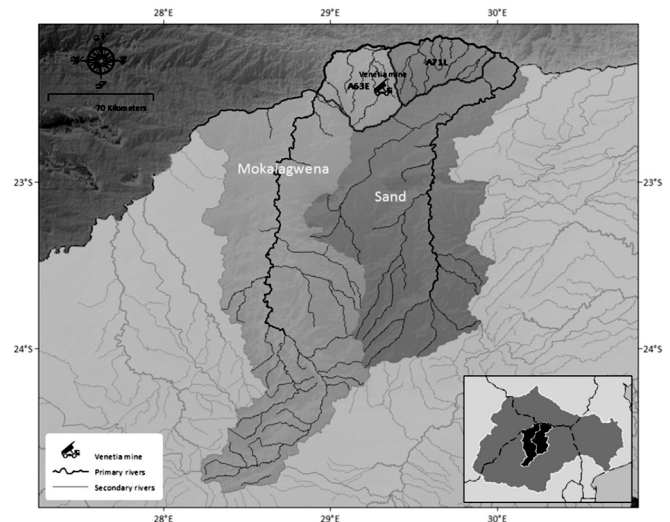 28°E 29°E 30°E
A71L
Venetia mine
A63E
70 Kilometers
23°S 23°S
Mokalagwena
Sand
24°S 24°S
Venetia mine
Primary rivers
Secondary rivers
28°E 29°E 30°E